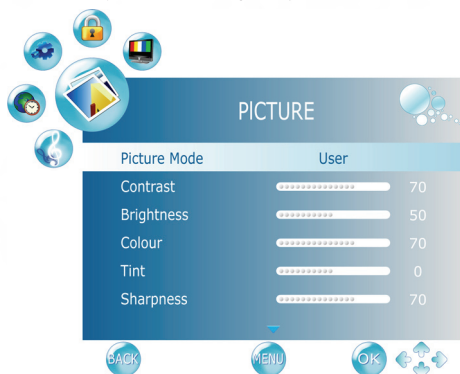 PICTURE
Picture Mode User
Contrast 70
Brightness 50
Colour 70
Tint 0
Sharpness 70
BACK MENU OK